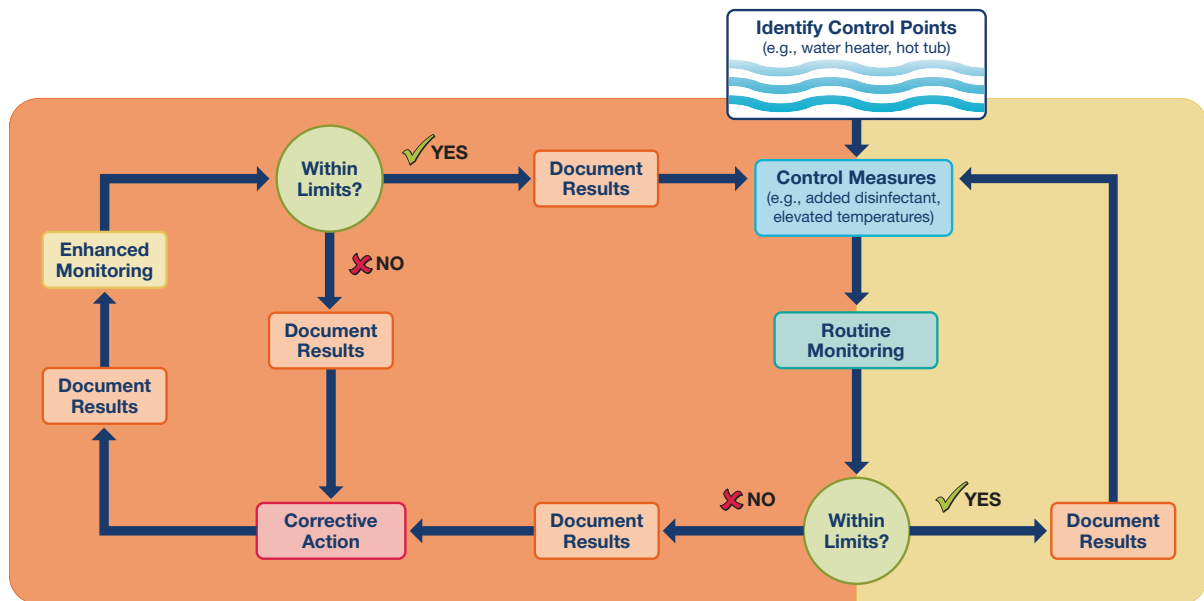 Identify Control Points
(e.g., water heater, hot tub)
Within
Limits?
YES
Document
Results
Control Measures
(e.g., added disinfectant,
elevated temperatures)
Enhanced
Monitoring
NO
Document
Results
Routine
Monitoring
Document
Results
Corrective
Action
Document
Results
NO
Within
Limits?
YES
Document
Results